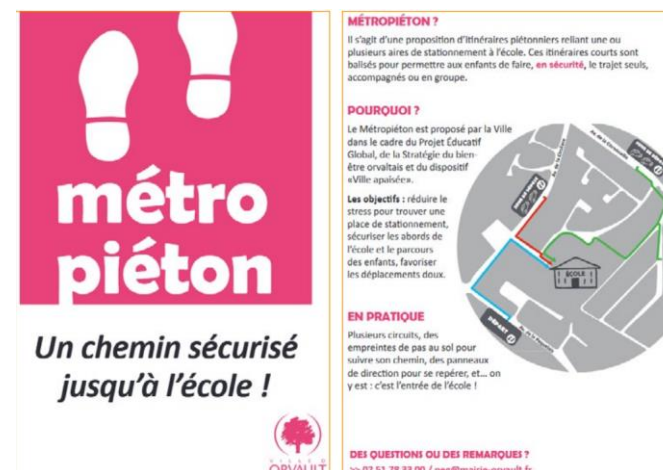 métro
piéton
Un chemin sécurisé
jusqu'à l'école !
VILLE D'
ORVAULT
MÉTROPIÉTON ?
Il s'agit d'une proposition d'itinéraires piétonniers reliant une ou
plusieurs aires de stationnement à l'école. Ces itinéraires courts sont
balisés pour permettre aux enfants de faire, en sécurité, le trajet seuls,
accompagnés ou en groupe.
POURQUOI ?
Le Métropiéton est proposé par la Ville
dans le cadre du Projet Éducatif
Global, de la Stratégie du bien-
être orvaltais et du dispositif
«Ville apaisée».
Les objectifs : réduire le
stress pour trouver une
place de stationnement,
sécuriser les abords de
l'école et le parcours
des enfants, favoriser
les déplacements doux.
ÉCOLE
DÉPART
EN PRATIQUE
Plusieurs circuits, des
empreintes de pas au sol pour
suivre son chemin, des panneaux
de direction pour se repérer, et... on
y est : c'est l'entrée de l'école !
DES QUESTIONS OU DES REMARQUES ?
>> 02 51 78 33 00 /